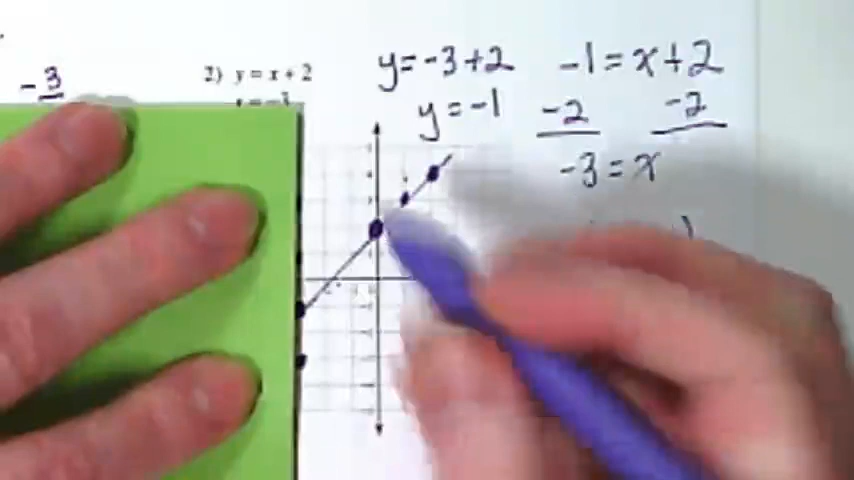 -3
2) y = x + 2
y = -3 + 2
y = -1
-1 = x + 2
-2 -2
-3 = x